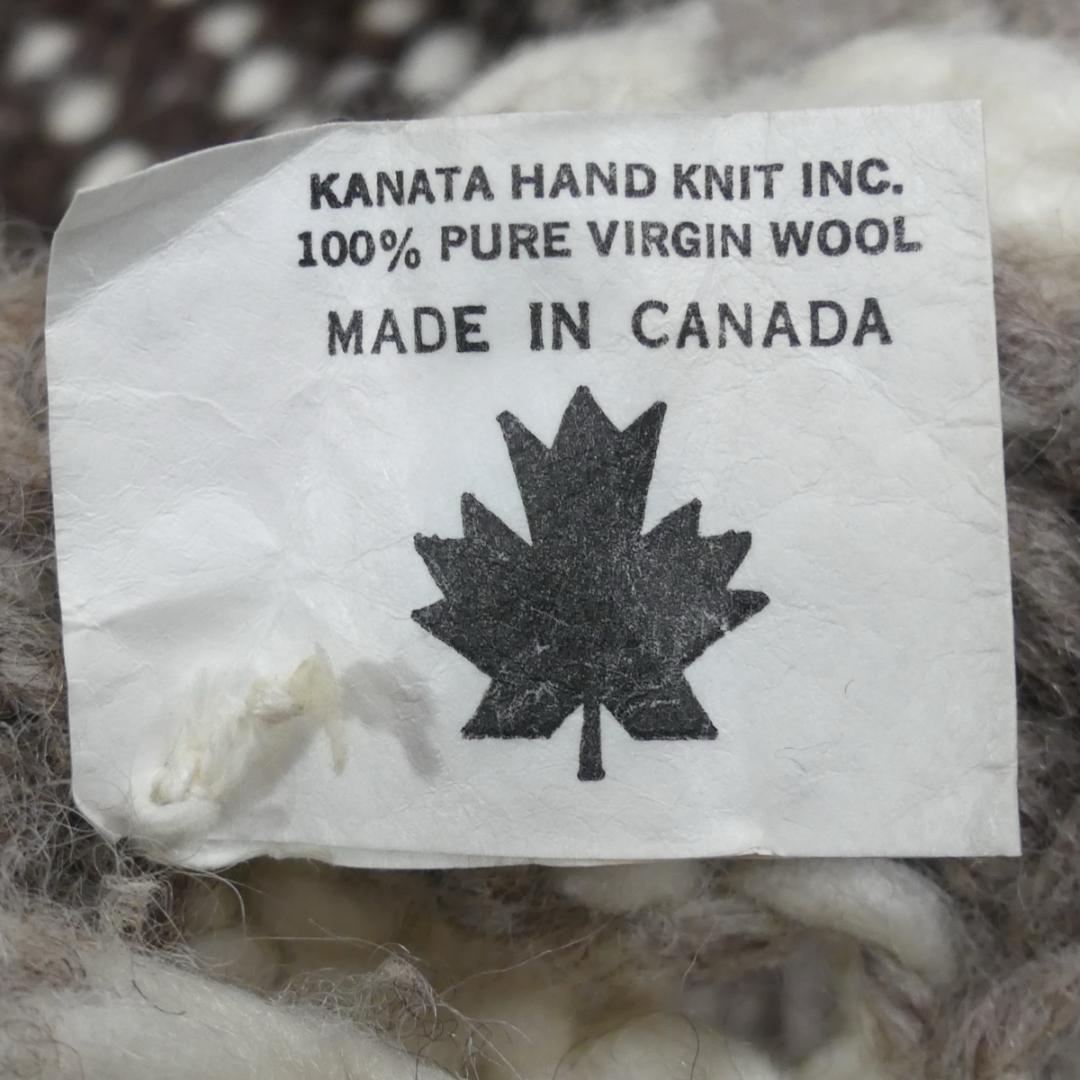 KANATA HAND KNIT INC.
100% PURE VIRGIN WOOL
MADE IN CANADA